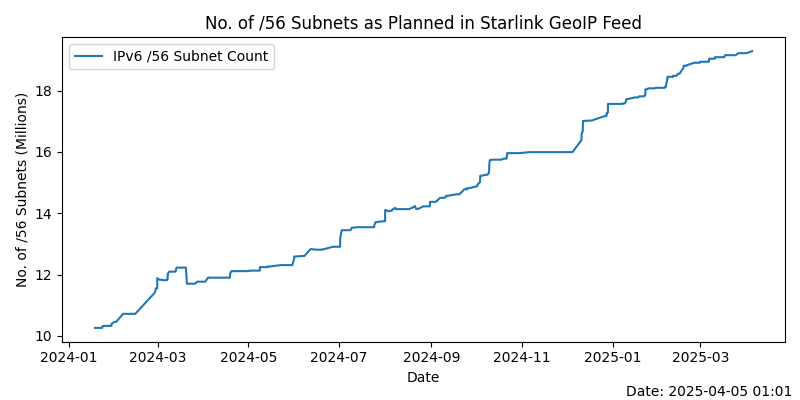 No. of /56 Subnets as Planned in Starlink GeoIP Feed
IPv6 /56 Subnet Count
No. of /56 Subnets (Millions)
18
16
14
12
10
2024-01 2024-03 2024-05 2024-07 2024-09 2024-11 2025-01 2025-03
Date
Date: 2025-04-05 01:01